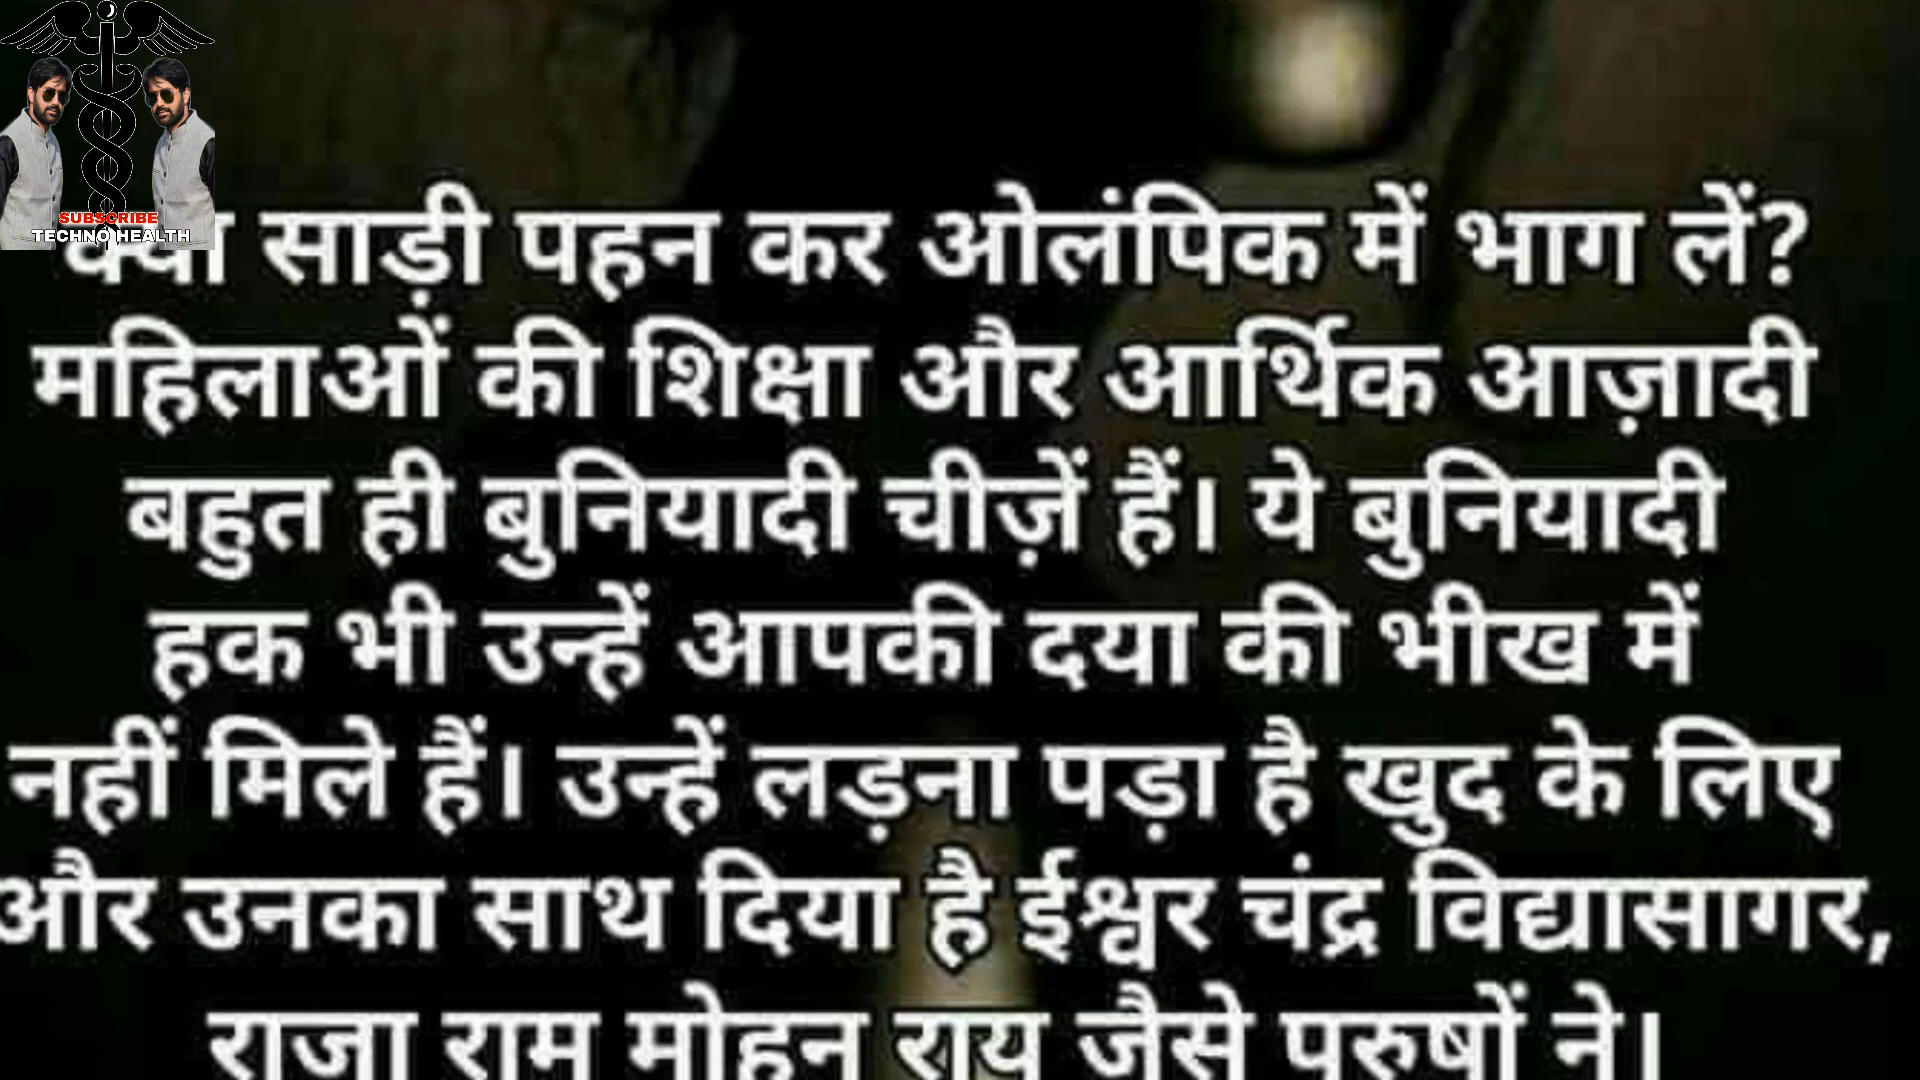 SUBSCRIBE
TECHNO HEALTH
क्या साड़ी पहन कर ओलंपिक में भाग लें?
महिलाओं की शिक्षा और आर्थिक आज़ादी
बहुत ही बुनियादी चीज़ें हैं। ये बुनियादी
हक भी उन्हें आपकी दया की भीख में
नहीं मिले हैं। उन्हें लड़ना पड़ा है खुद के लिए
और उनका साथ दिया है ईश्वर चंद्र विद्यासागर,
राजा राम मोहन राय जैसे पुरुषों ने।